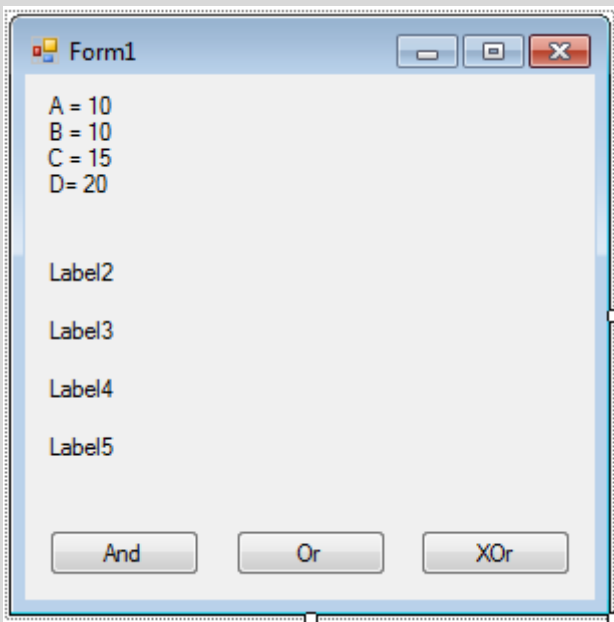 Form1
A = 10
B = 10
C = 15
D= 20
Label2
Label3
Label4
Label5
And Or XOr